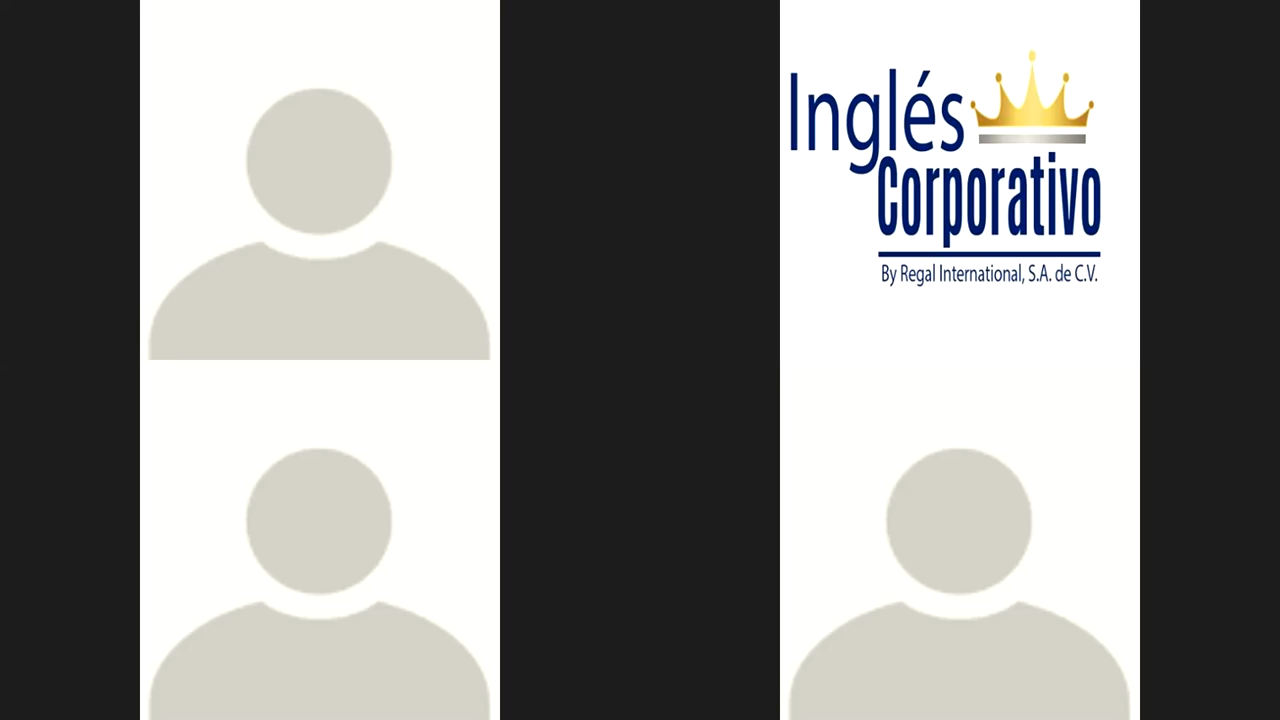 Inglés
Corporativo
By Regal International, S.A. de C.V.